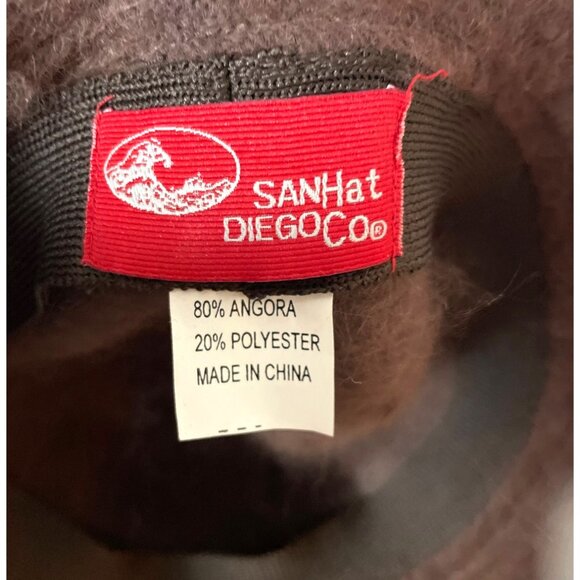 SANHat
DIEGOCo®
80% ANGORA
20% POLYESTER
MADE IN CHINA